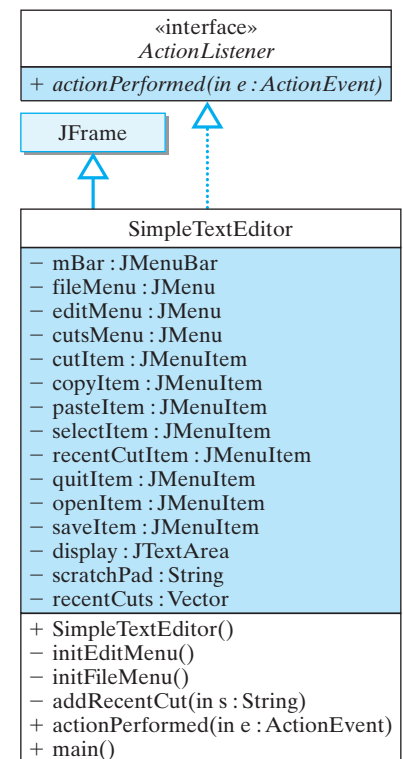 «interface»
ActionListener
+ actionPerformed(in e : ActionEvent)
JFrame
SimpleTextEditor
− mBar : JMenuBar
− fileMenu : JMenu
− editMenu : JMenu
− cutsMenu : JMenu
− cutItem : JMenuItem
− copyItem : JMenuItem
− pasteItem : JMenuItem
− selectItem : JMenuItem
− recentCutItem : JMenuItem
− quitItem : JMenuItem
− openItem : JMenuItem
− saveItem : JMenuItem
− display : JTextArea
− scratchPad : String
− recentCuts : Vector
+ SimpleTextEditor()
− initEditMenu()
− initFileMenu()
− addRecentCut(in s : String)
+ actionPerformed(in e : ActionEvent)
+ main()